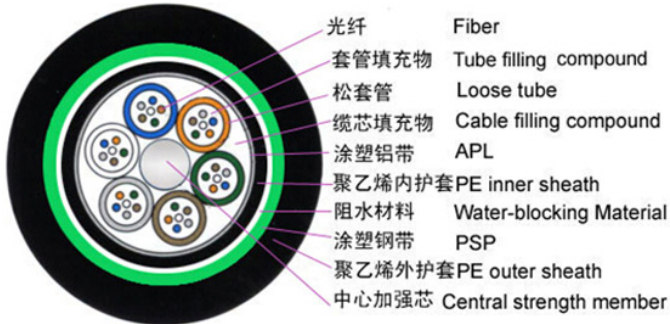 光纤 Fiber
套管填充物 Tube filling compound
松套管 Loose tube
缆芯填充物 Cable filling compound
涂塑铝带 APL
聚乙烯内护套 PE inner sheath
阻水材料 Water-blocking Material
涂塑钢带 PSP
聚乙烯外护套 PE outer sheath
中心加强芯 Central strength member